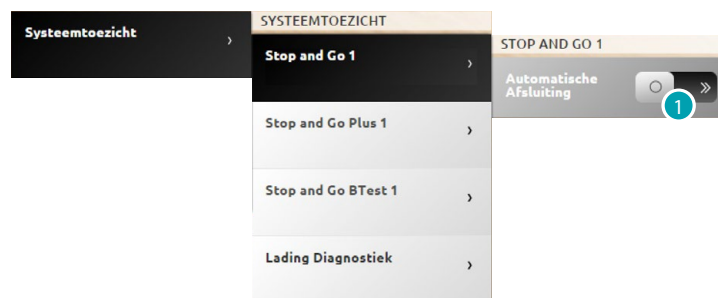 Systeemtoezicht
SYSTEEMTOEZICHT
Stop and Go 1
Stop and Go Plus 1
Stop and Go BTest 1
Lading Diagnostiek
STOP AND GO 1
Automatische
Afsluiting
1